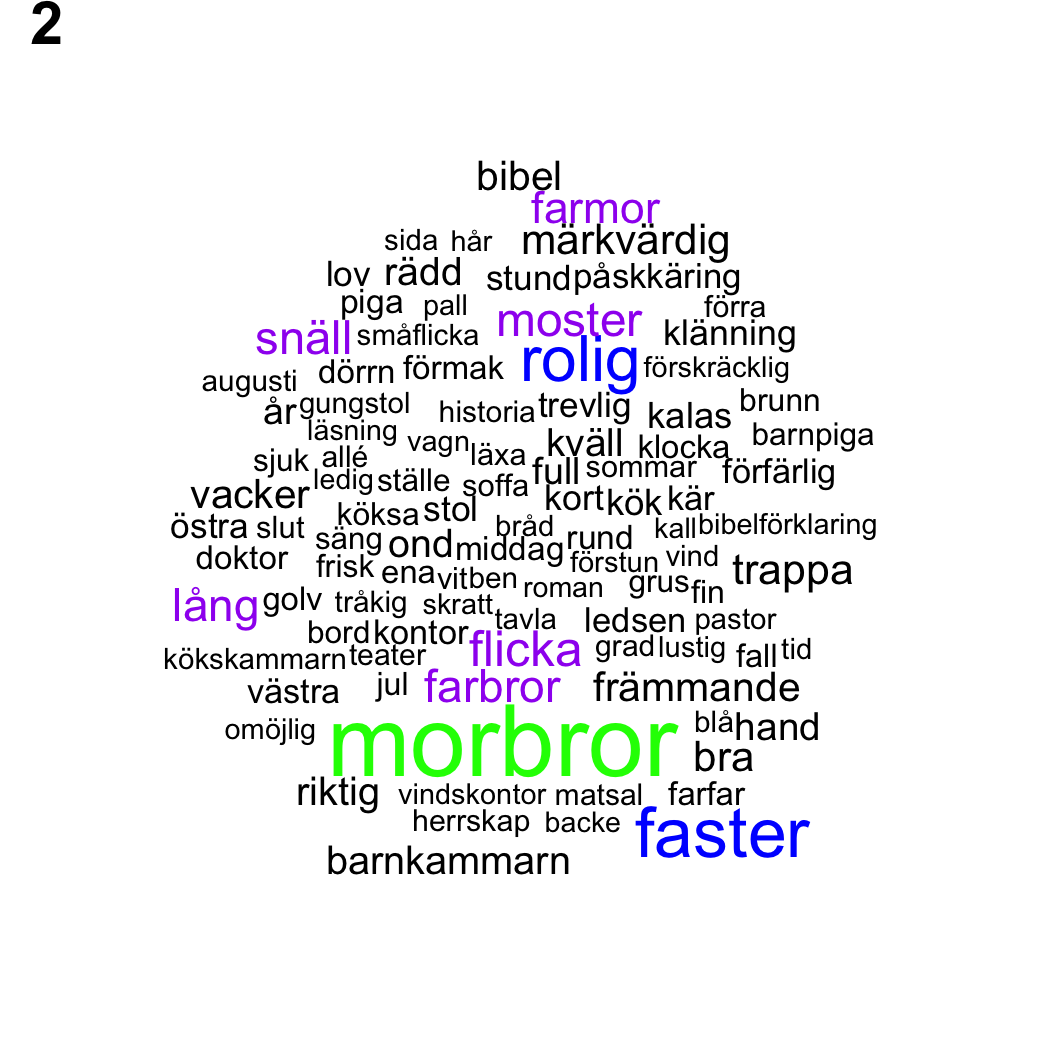 2
bibel
farmor
sida hår märkvärdig
lov rädd stund påskkäring
piga pall förra
snäll småflicka moster klänning
augusti dörrn förmak rolig förskräcklig
år gungstol historia trevlig kalas brunn
läsning vagn kväll klocka barnpiga
sjuk allé läxa full sommar förfärlig
vacker ledig ställe soffa kort kök kär
östra slut köksa stol bråd kall bibelförklaring
doktor säng ond middag rund förstun vind trappa
frisk ena vit ben roman grus fin
lång golv tråkig skratt tavla ledsen pastor
bord kontor flicka grad lustig fall tid
kökskammarn teater
västra jul farbror främmande
omöjlig morbror blå hand
bra
riktig vindskontor matsal farfar
herrskap backe faster
barnkammarn